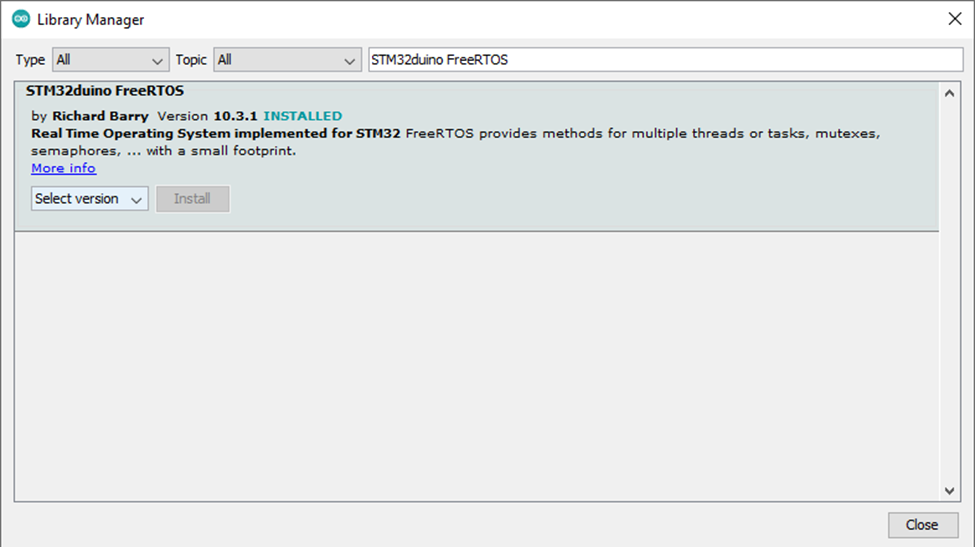 Library Manager
Type All Topic All STM32duino FreeRTOS
STM32duino FreeRTOS
by Richard Barry Version 10.3.1 INSTALLED
Real Time Operating System implemented for STM32 FreeRTOS provides methods for multiple threads or tasks, mutexes,
semaphores, ... with a small footprint.
More info
Select version Install
Close